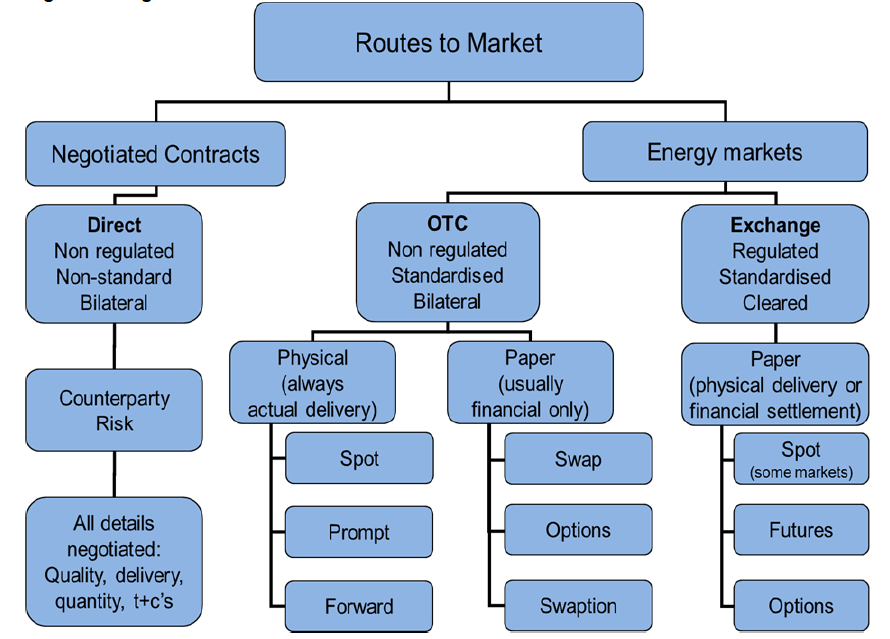 Routes to Market
Negotiated Contracts
Energy markets
Direct
Non regulated
Non-standard
Bilateral
OTC
Non regulated
Standardised
Bilateral
Exchange
Regulated
Standardised
Cleared
Counterparty
Risk
Physical
(always
actual delivery)
Paper
(usually
financial only)
Paper
(physical delivery or
financial settlement)
All details
negotiated:
Quality, delivery,
quantity, t+c's
Spot
Prompt
Forward
Swap
Options
Swaption
Spot
(some markets)
Futures
Options